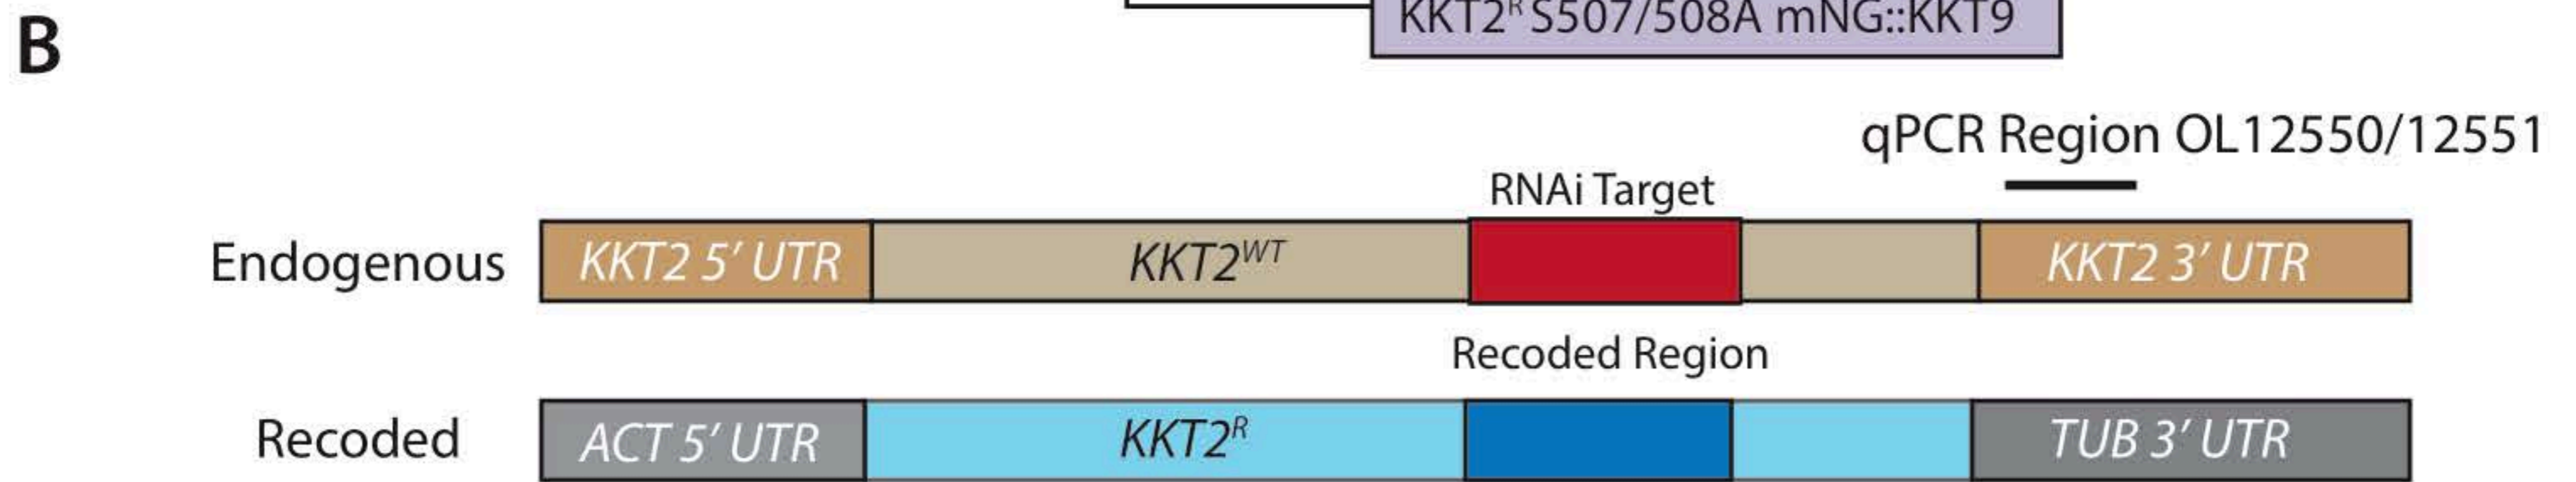 KKT2ᴿ S507/508A mNG::KKT9
B
qPCR Region OL12550/12551
RNAi Target
Endogenous KKT2 5′ UTR KKT2ᵂᵀ KKT2 3′ UTR
Recoded Region
Recoded ACT 5′ UTR KKT2ᴿ TUB 3′ UTR